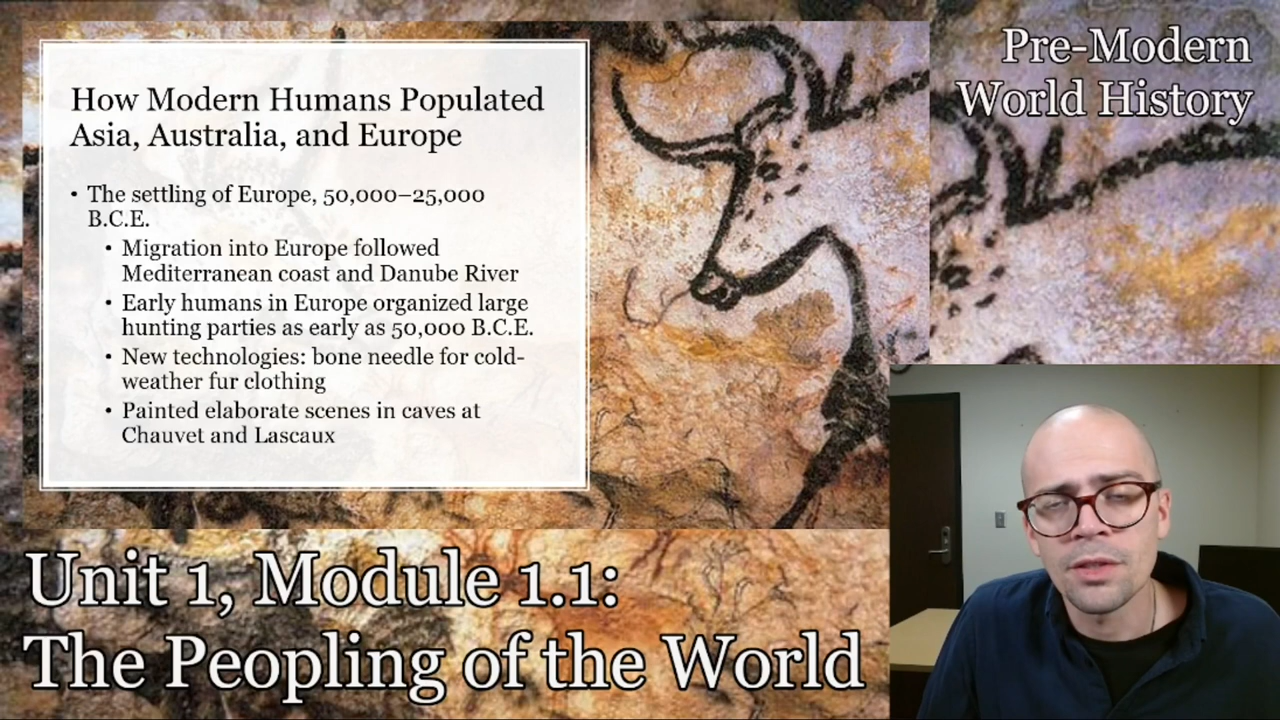 How Modern Humans Populated
Asia, Australia, and Europe
• The settling of Europe, 50,000–25,000
B.C.E.
• Migration into Europe followed
Mediterranean coast and Danube River
• Early humans in Europe organized large
hunting parties as early as 50,000 B.C.E.
• New technologies: bone needle for cold-
weather fur clothing
• Painted elaborate scenes in caves at
Chauvet and Lascaux
Pre-Modern
World History
Unit 1, Module 1.1:
The Peopling of the World